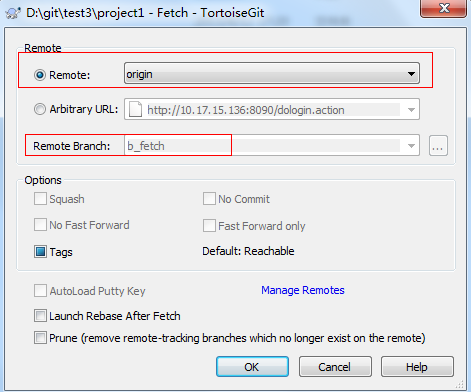 D:\git\test3\project1 - Fetch - TortoiseGit
Remote
Remote: origin
Arbitrary URL: http://10.17.15.136:8090/dologin.action
Remote Branch: b_fetch ...
Options
Squash No Commit
No Fast Forward Fast Forward only
Tags Default: Reachable
AutoLoad Putty Key Manage Remotes
Launch Rebase After Fetch
Prune (remove remote-tracking branches which no longer exist on the remote)
OK Cancel Help